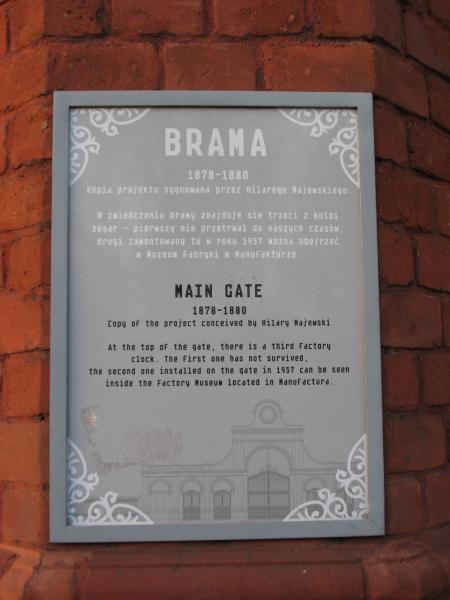 BRAMA
1878-1880
Kopia projektu sygnowana przez Hilarego Majewskiego.
W zwieńczeniu bramy znajduje sie trzeci z kolei
zegar - pierwszy nie przetrwał do naszych czasów,
drugi zamontowany tu w roku 1957 można obejrzeć
w Muzeum Fabryki w Manufakturze.
MAIN GATE
1878-1880
Copy of the project conceived by Hilary Majewski
At the top of the gate, there is a third Factory
clock. The first one has not survived,
the second one installed on the gate in 1957 can be seen
inside the Factory Museum located in Manufactura.